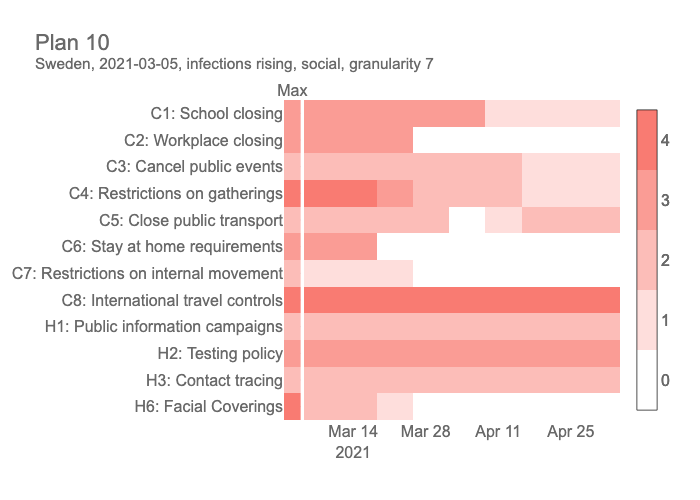 Plan 10
Sweden, 2021-03-05, infections rising, social, granularity 7
Max
C1: School closing
C2: Workplace closing
C3: Cancel public events
C4: Restrictions on gatherings
C5: Close public transport
C6: Stay at home requirements
C7: Restrictions on internal movement
C8: International travel controls
H1: Public information campaigns
H2: Testing policy
H3: Contact tracing
H6: Facial Coverings
4
3
2
1
0
Mar 14 Mar 28 Apr 11 Apr 25
2021